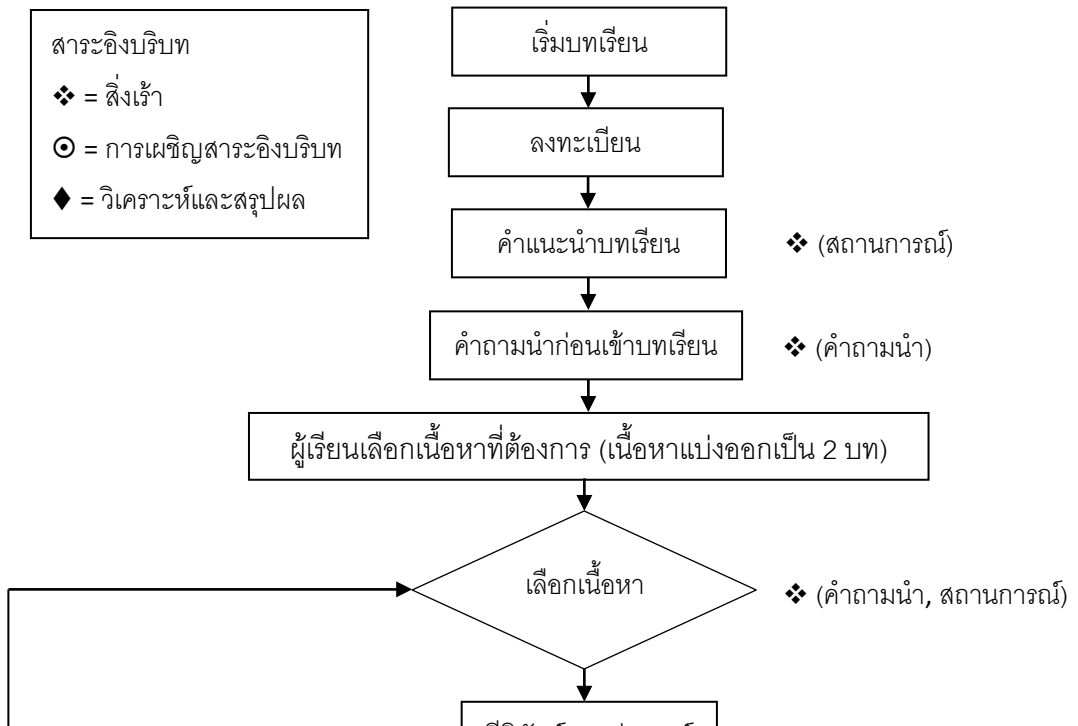 สาระอิงบริบท
❖ = สิ่งเร้า
⊙ = การเผชิญสาระอิงบริบท
♦ = วิเคราะห์และสรุปผล
เริ่มบทเรียน
ลงทะเบียน
คำแนะนำบทเรียน ❖ (สถานการณ์)
คำถามนำก่อนเข้าบทเรียน ❖ (คำถามนำ)
ผู้เรียนเลือกเนื้อหาที่ต้องการ (เนื้อหาแบ่งออกเป็น 2 บท)
เลือกเนื้อหา ❖ (คำถามนำ, สถานการณ์)